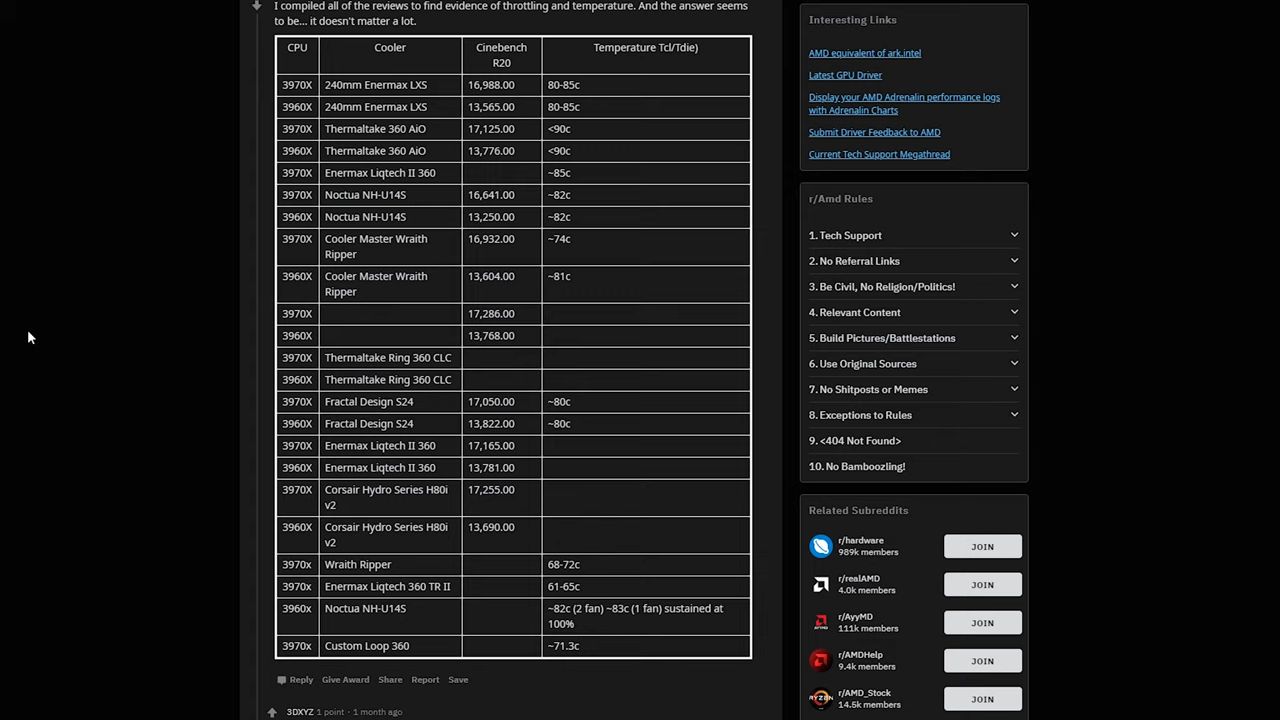 I compiled all of the reviews to find evidence of throttling and temperature. And the answer seems
to be... it doesn't matter a lot.
CPU Cooler Cinebench R20 Temperature Tcl/Tdie)
3970X 240mm Enermax LXS 16,988.00 80-85c
3960X 240mm Enermax LXS 13,565.00 80-85c
3970X Thermaltake 360 AiO 17,125.00 <90c
3960X Thermaltake 360 AiO 13,776.00 <90c
3970X Enermax Liqtech II 360 ~85c
3970X Noctua NH-U14S 16,641.00 ~82c
3960X Noctua NH-U14S 13,250.00 ~82c
3970X Cooler Master Wraith Ripper 16,932.00 ~74c
3960X Cooler Master Wraith Ripper 13,604.00 ~81c
3970X 17,286.00
3960X 13,768.00
3970X Thermaltake Ring 360 CLC
3960X Thermaltake Ring 360 CLC
3970X Fractal Design S24 17,050.00 ~80c
3960X Fractal Design S24 13,822.00 ~80c
3970X Enermax Liqtech II 360 17,165.00
3960X Enermax Liqtech II 360 13,781.00
3970X Corsair Hydro Series H80i v2 17,255.00
3960X Corsair Hydro Series H80i v2 13,690.00
3970x Wraith Ripper 68-72c
3970x Enermax Liqtech 360 TR II 61-65c
3960x Noctua NH-U14S ~82c (2 fan) ~83c (1 fan) sustained at 100%
3970x Custom Loop 360 ~71.3c
Reply Give Award Share Report Save
3DXYZ 1 point · 1 month ago
Interesting Links
AMD equivalent of ark.intel
Latest GPU Driver
Display your AMD Adrenalin performance logs
with Adrenalin Charts
Submit Driver Feedback to AMD
Current Tech Support Megathread
r/Amd Rules
1. Tech Support
2. No Referral Links
3. Be Civil, No Religion/Politics!
4. Relevant Content
5. Build Pictures/Battlestations
6. Use Original Sources
7. No Shitposts or Memes
8. Exceptions to Rules
9. <404 Not Found>
10. No Bamboozling!
Related Subreddits
r/hardware
989k members
JOIN
r/realAMD
4.0k members
JOIN
r/AyyMD
111k members
JOIN
r/AMDHelp
9.4k members
JOIN
r/AMD_Stock
14.5k members
JOIN